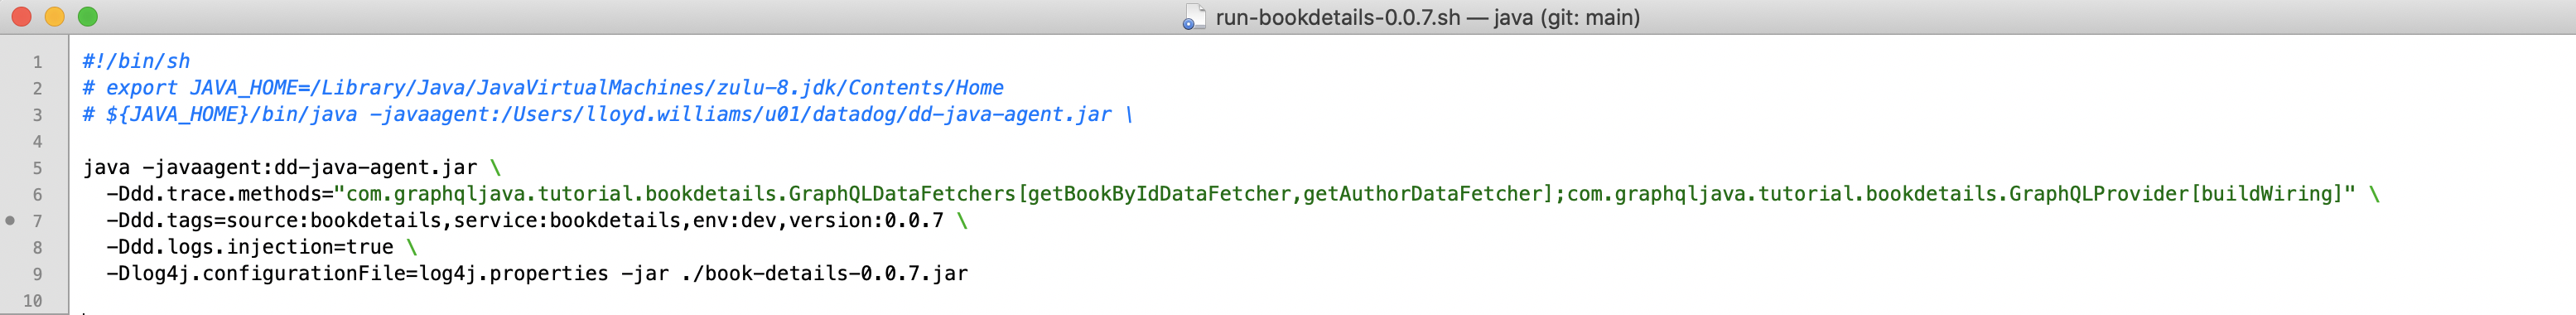 run-bookdetails-0.0.7.sh — java (git: main)
1 #!/bin/sh
2 # export JAVA_HOME=/Library/Java/JavaVirtualMachines/zulu-8.jdk/Contents/Home
3 # ${JAVA_HOME}/bin/java -javaagent:/Users/lloyd.williams/u01/datadog/dd-java-agent.jar \
4
5 java -javaagent:dd-java-agent.jar \
6 -Ddd.trace.methods="com.graphqljava.tutorial.bookdetails.GraphQLDataFetchers[getBookByIdDataFetcher,getAuthorDataFetcher];com.graphqljava.tutorial.bookdetails.GraphQLProvider[buildWiring]" \
7 -Ddd.tags=source:bookdetails,service:bookdetails,env:dev,version:0.0.7 \
8 -Ddd.logs.injection=true \
9 -Dlog4j.configurationFile=log4j.properties -jar ./book-details-0.0.7.jar
10